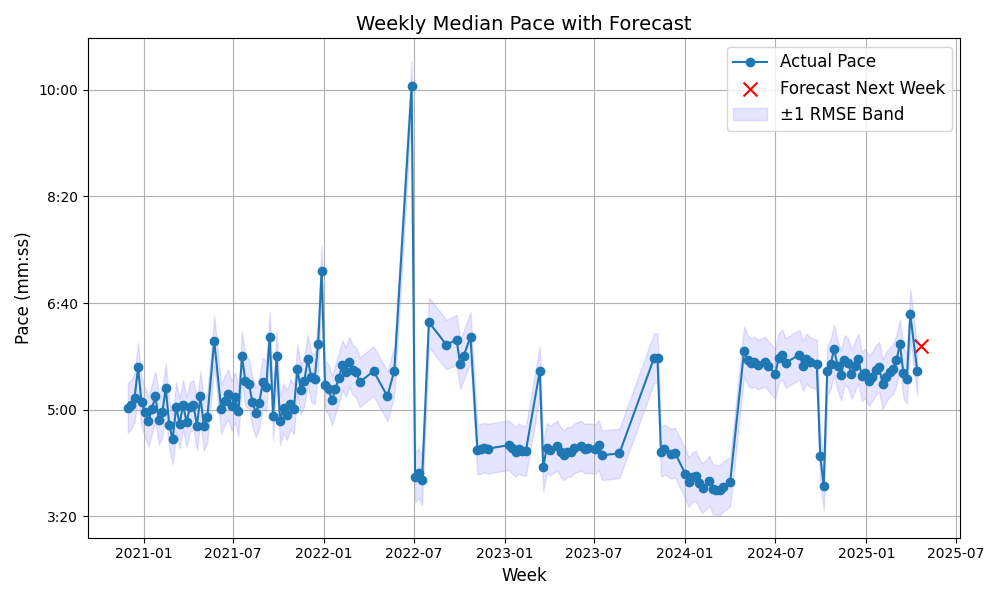 Weekly Median Pace with Forecast
Actual Pace
Forecast Next Week
±1 RMSE Band
Pace (mm:ss)
10:00
8:20
6:40
5:00
3:20
2021-01
2021-07
2022-01
2022-07
2023-01
2023-07
2024-01
2024-07
2025-01
2025-07
Week